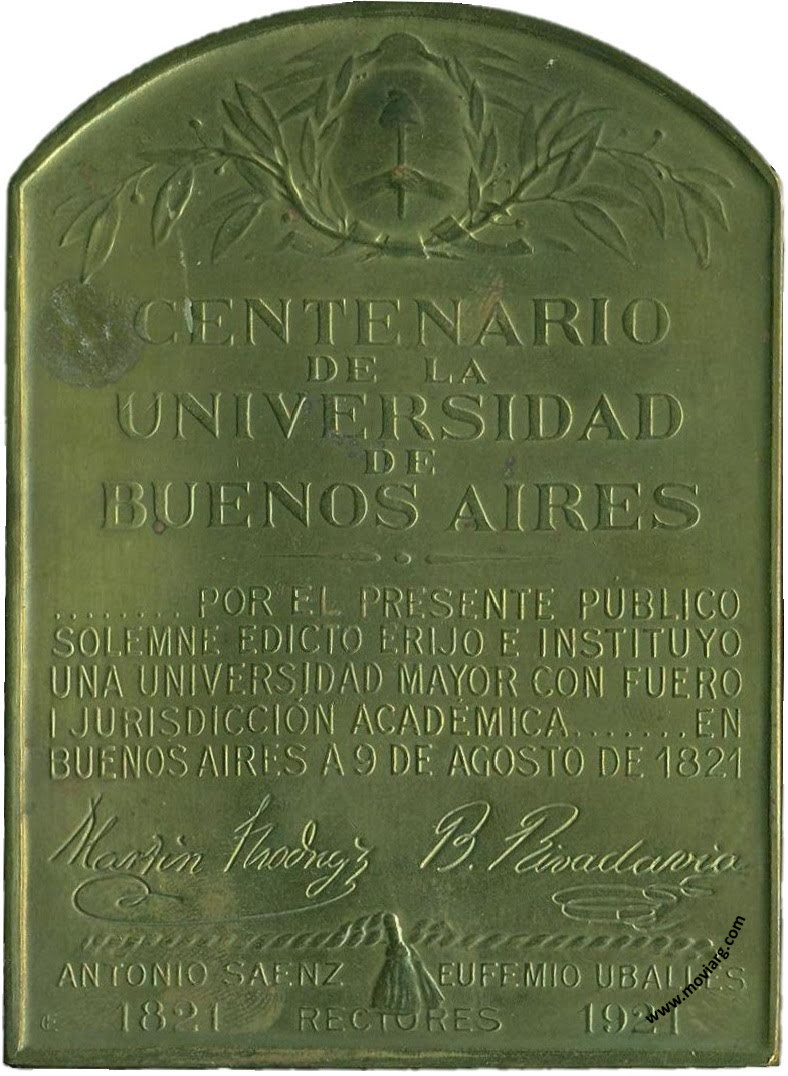 CENTENARIO
DE LA
UNIVERSIDAD
DE
BUENOS AIRES
........ POR EL PRESENTE PÚBLICO
SOLEMNE EDICTO ERIJO E INSTITUYO
UNA UNIVERSIDAD MAYOR CON FUERO
I JURISDICCIÓN ACADÉMICA....... EN
BUENOS AIRES A 9 DE AGOSTO DE 1821
Martin Rhodrgz B. Rivadavia
ANTONIO SAENZ EUFEMIO UBALLES
1821 RECTORES 1921
www.moviarg.com